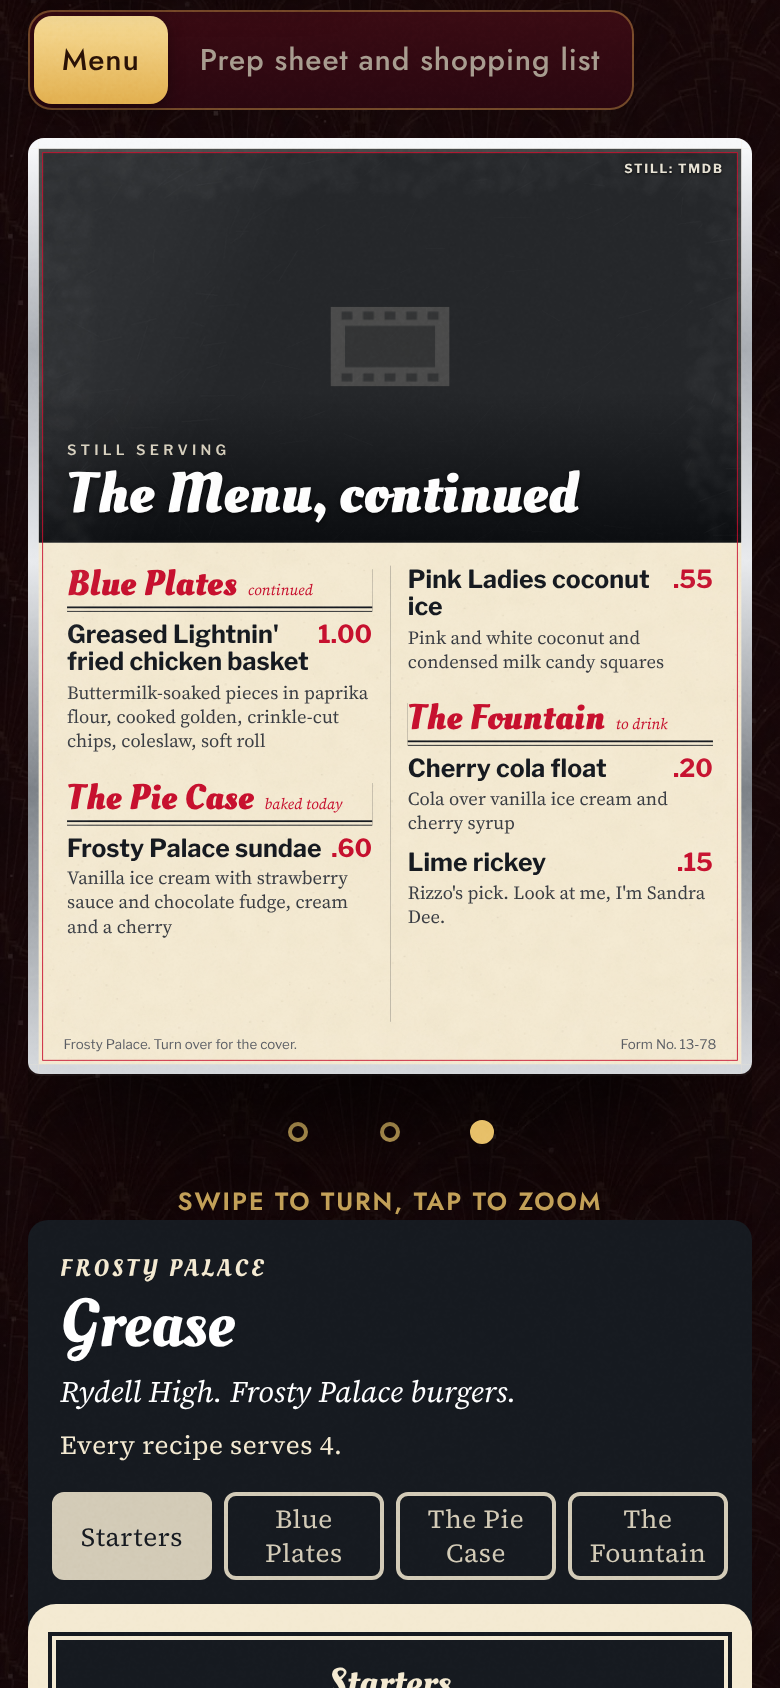 Menu
Prep sheet and shopping list
STILL: TMDB
STILL SERVING
The Menu, continued
Blue Plates continued
Greased Lightnin' 1.00
fried chicken basket
Buttermilk-soaked pieces in paprika
flour, cooked golden, crinkle-cut
chips, coleslaw, soft roll
The Pie Case baked today
Frosty Palace sundae .60
Vanilla ice cream with strawberry
sauce and chocolate fudge, cream
and a cherry
Pink Ladies coconut .55
ice
Pink and white coconut and
condensed milk candy squares
The Fountain to drink
Cherry cola float .20
Cola over vanilla ice cream and
cherry syrup
Lime rickey .15
Rizzo's pick. Look at me, I'm Sandra
Dee.
Frosty Palace. Turn over for the cover.
Form No. 13-78
SWIPE TO TURN, TAP TO ZOOM
FROSTY PALACE
Grease
Rydell High. Frosty Palace burgers.
Every recipe serves 4.
Starters
Blue
Plates
The Pie
Case
The
Fountain
Starters